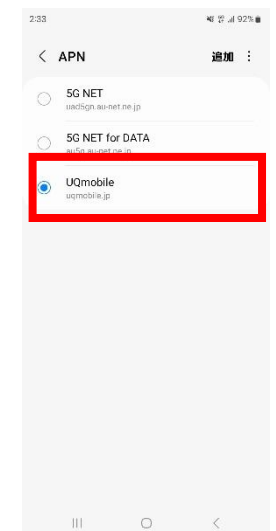 2:33 92%
APN 追加
5G NET
uad5gn.au-net.ne.jp
5G NET for DATA
au5g.au-net.ne.jp
UQmobile
uqmobile.jp